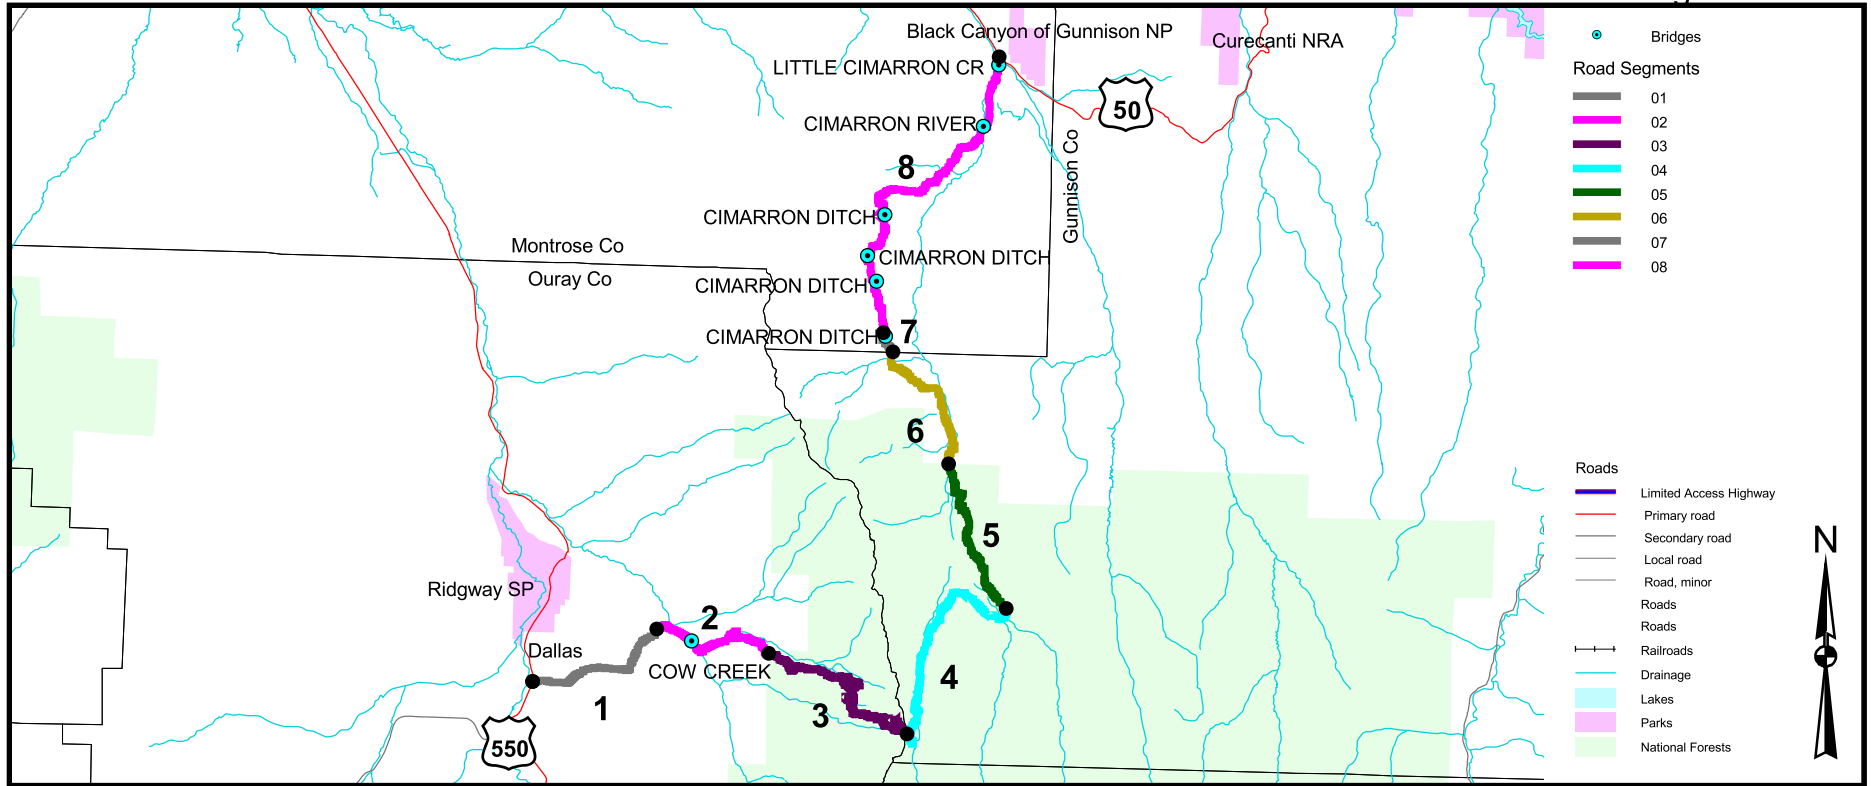 Black Canyon of Gunnison NP
Curecanti NRA
LITTLE CIMARRON CR
50
CIMARRON RIVER
Gunnison Co
8
CIMARRON DITCH
Montrose Co
CIMARRON DITCH
Ouray Co
CIMARRON DITCH
CIMARRON DITCH
7
6
5
Ridgway SP
2
Dallas
COW CREEK
4
1
3
550
Bridges
Road Segments
01
02
03
04
05
06
07
08
Roads
Limited Access Highway
Primary road
Secondary road
Local road
Road, minor
Roads
Roads
Railroads
Drainage
Lakes
Parks
National Forests
N